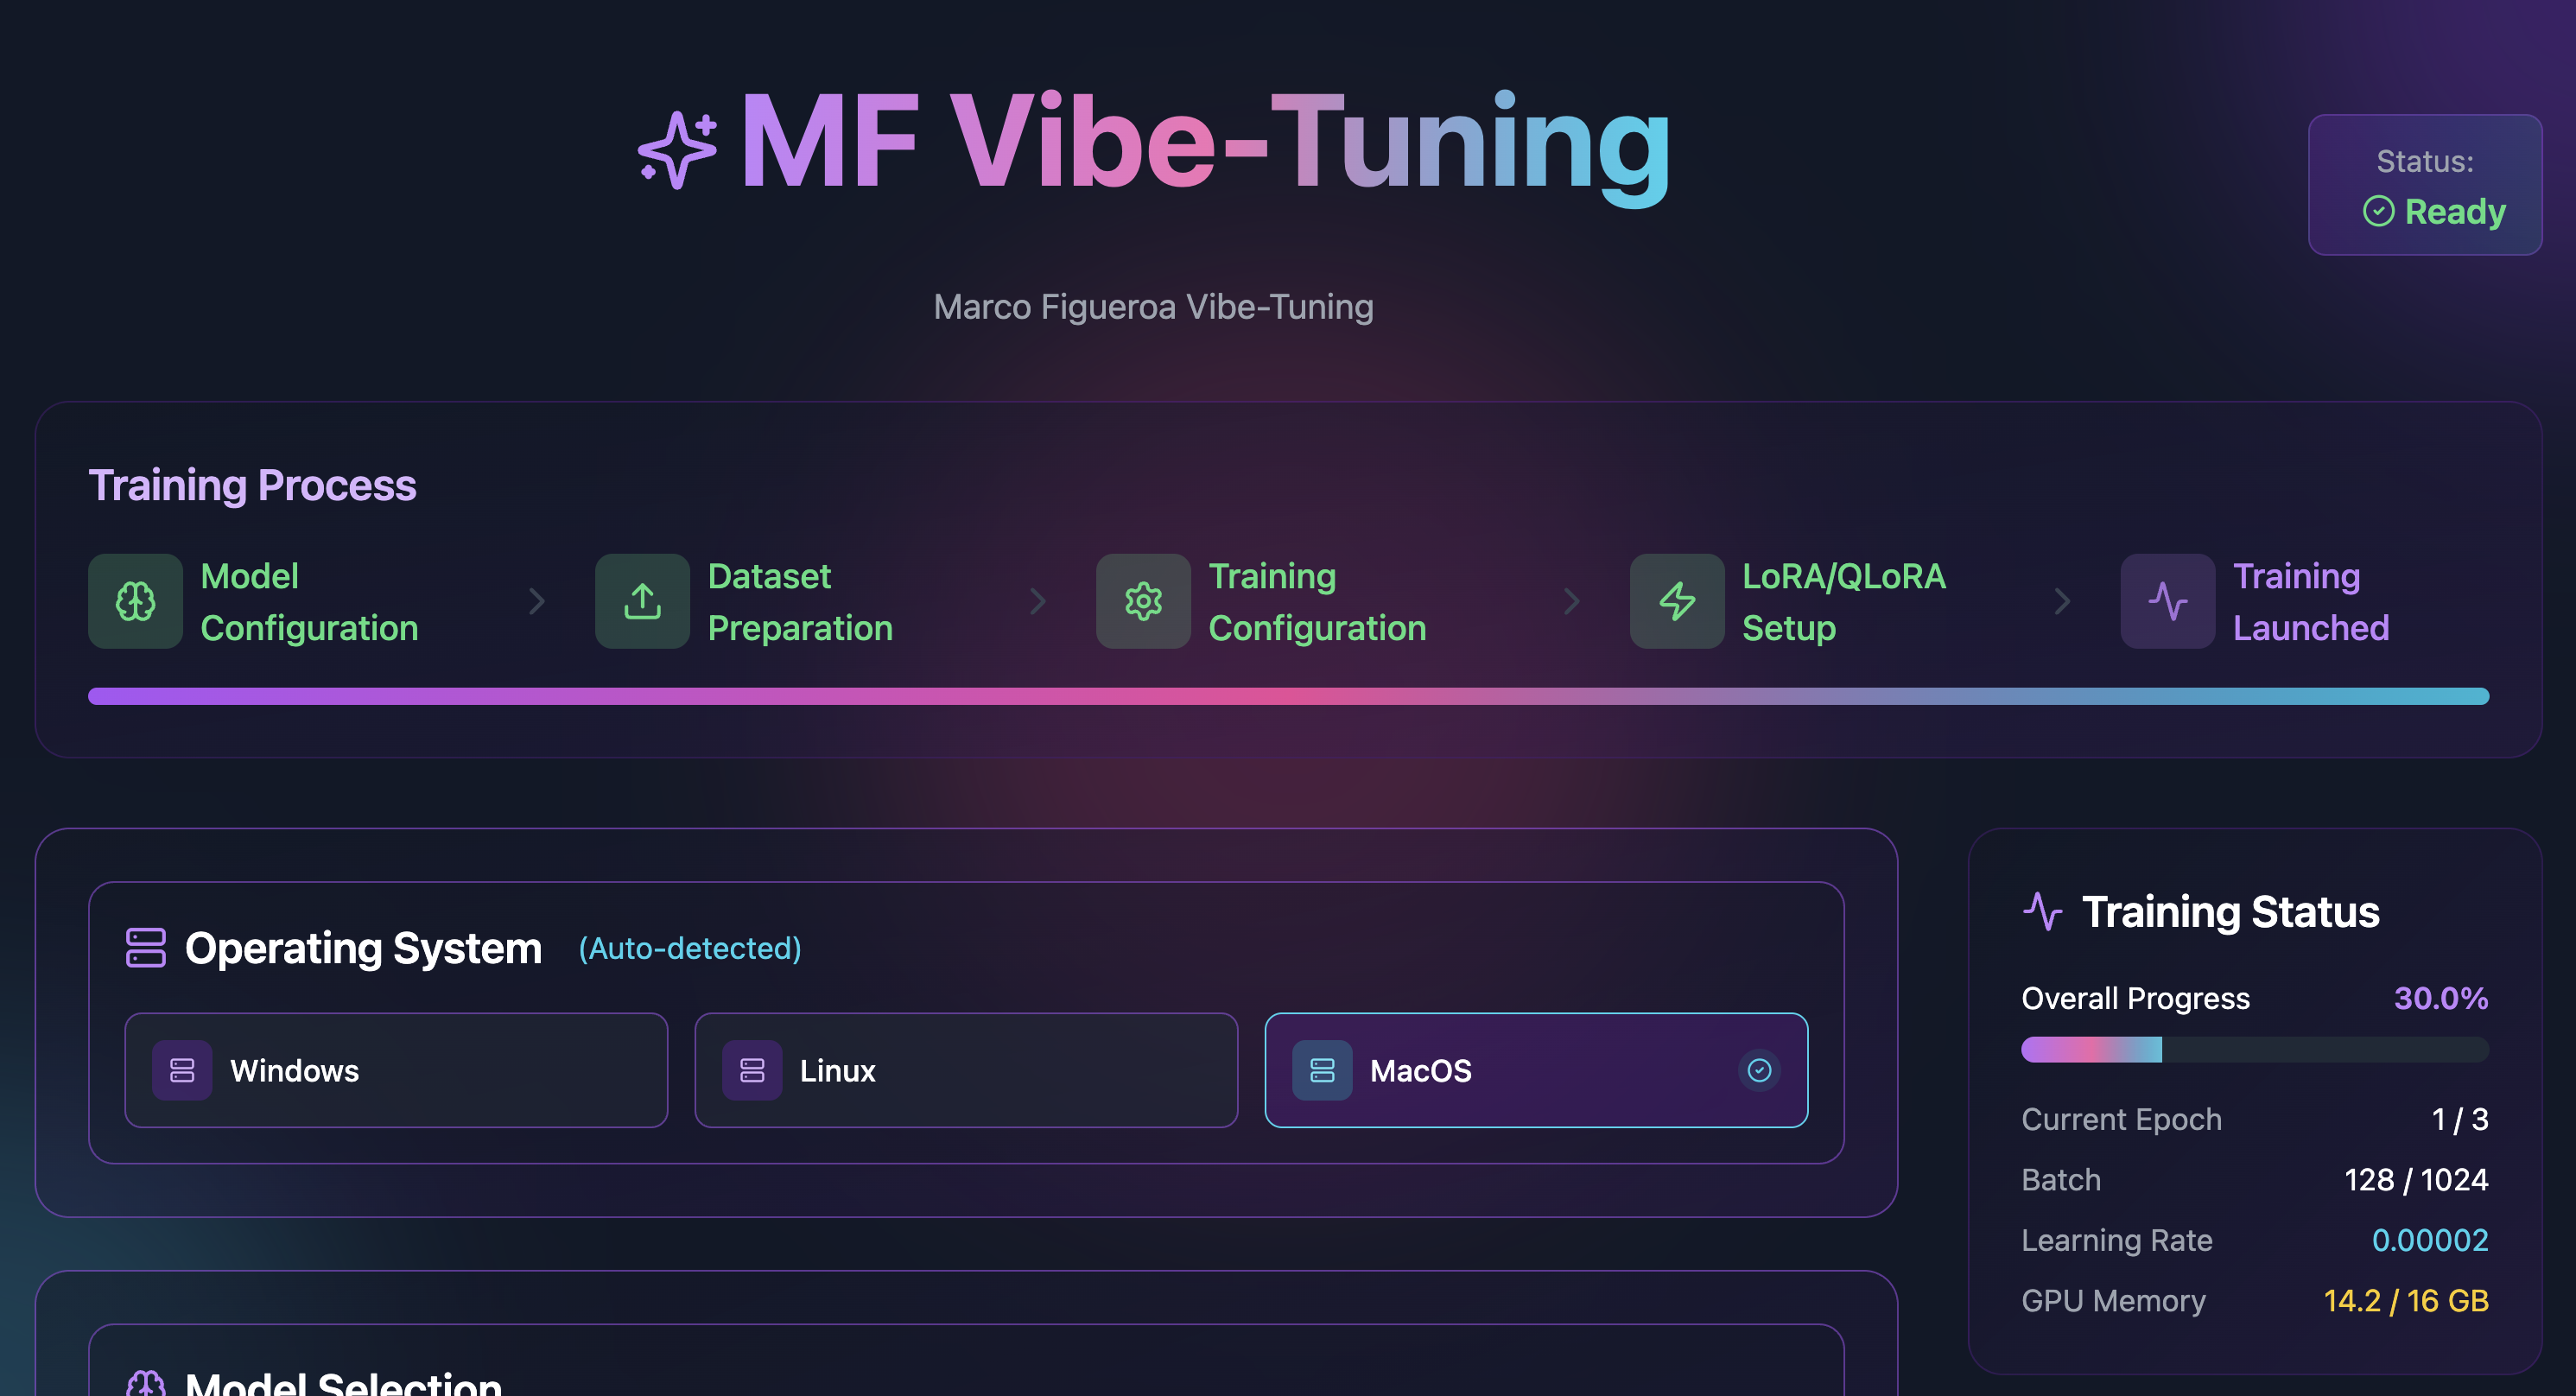 MF Vibe-Tuning
Status:
Ready
Marco Figueroa Vibe-Tuning
Training Process
Model
Configuration
Dataset
Preparation
Training
Configuration
LoRA/QLoRA
Setup
Training
Launched
Operating System (Auto-detected)
Windows
Linux
MacOS
Model Selection
Training Status
Overall Progress 30.0%
Current Epoch 1 / 3
Batch 128 / 1024
Learning Rate 0.00002
GPU Memory 14.2 / 16 GB